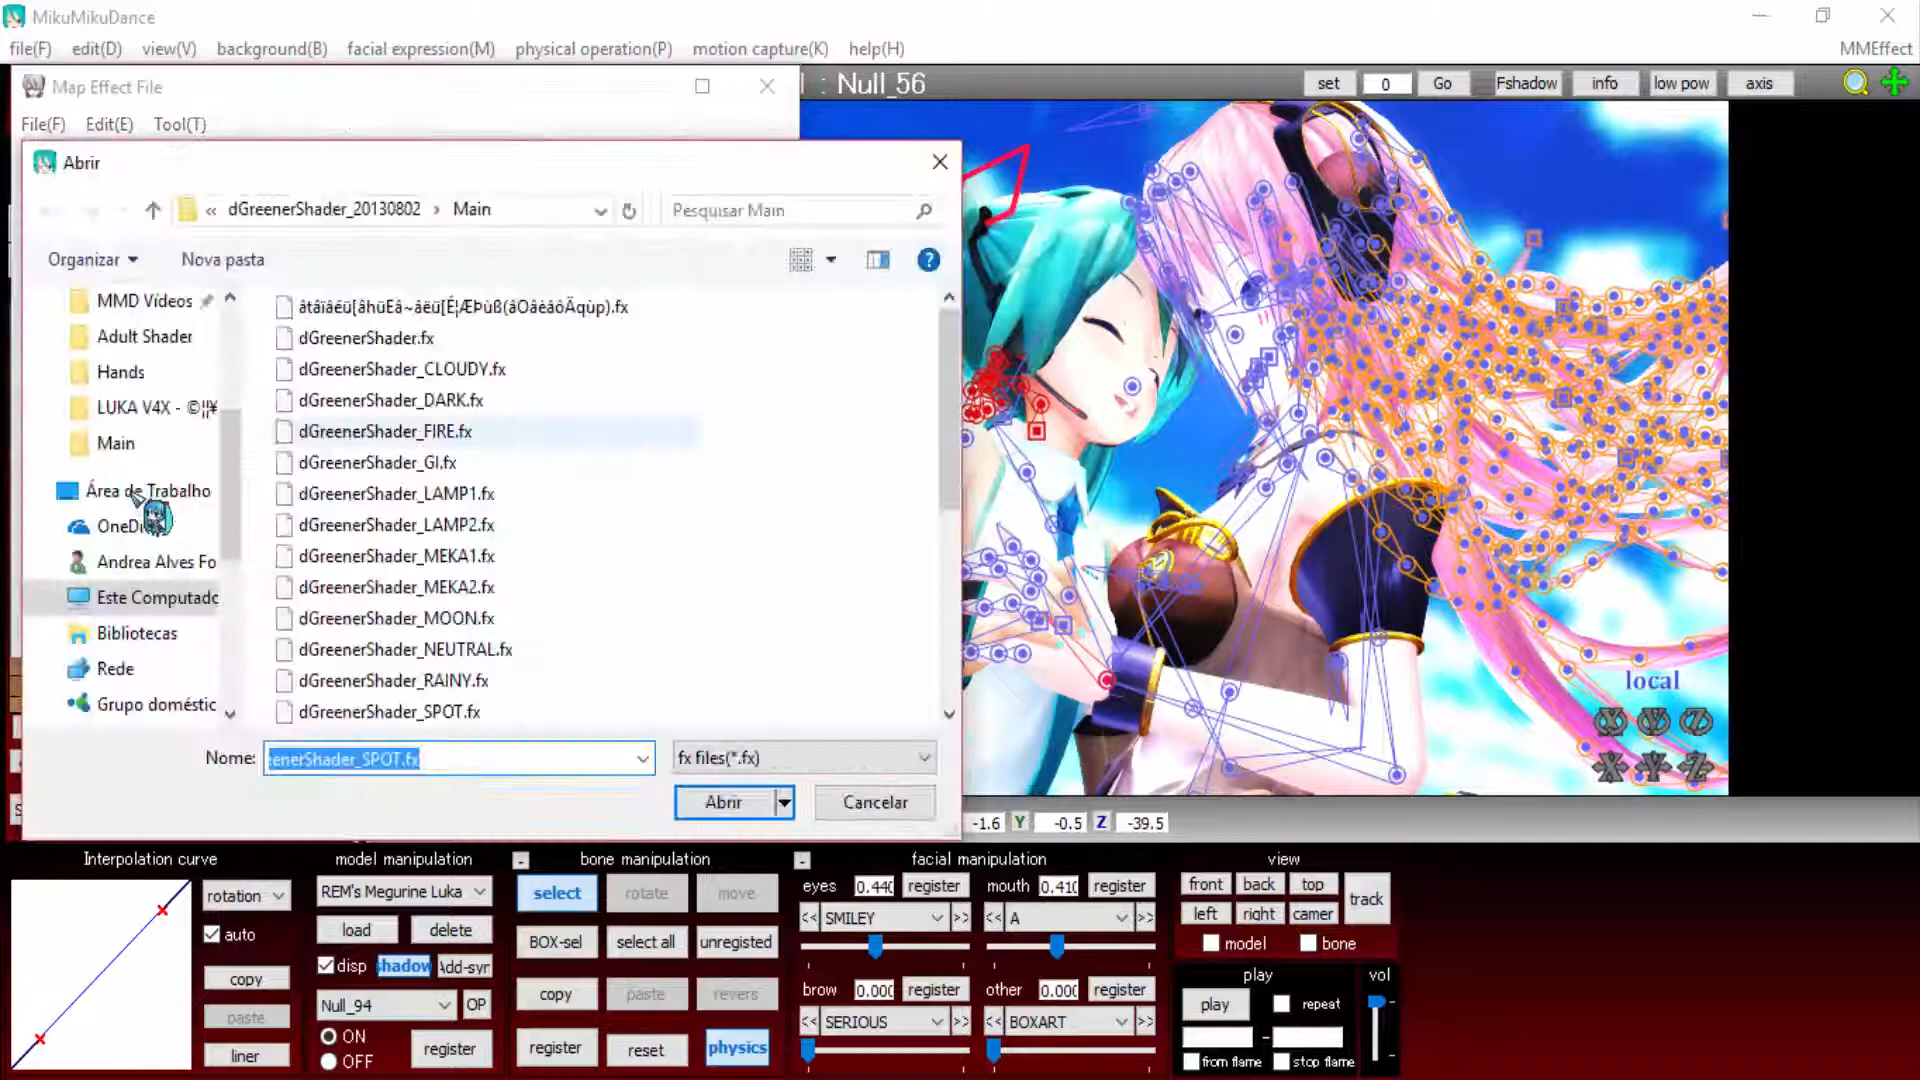 MikuMikuDance
file(F) edit(D) view(V) background(B) facial expression(M) physical operation(P) motion capture(K) help(H) MMEffect
Map Effect File
: Null_56 set 0 Go Fshadow info low pow axis
File(F) Edit(E) Tool(T)
Abrir
« dGreenerShader_20130802 › Main Pesquisar Main
Organizar Nova pasta
MMD Vídeos
Adult Shader
Hands
LUKA V4X - ©¦¦¥
Main
Área de Trabalho
Andrea Alves Fo
Este Computadc
Bibliotecas
Rede
Grupo doméstic
dGreenerShader.fx
dGreenerShader_CLOUDY.fx
dGreenerShader_DARK.fx
dGreenerShader_FIRE.fx
dGreenerShader_GI.fx
dGreenerShader_LAMP1.fx
dGreenerShader_LAMP2.fx
dGreenerShader_MEKA1.fx
dGreenerShader_MEKA2.fx
dGreenerShader_MOON.fx
dGreenerShader_NEUTRAL.fx
dGreenerShader_RAINY.fx
dGreenerShader_SPOT.fx
Nome: eenerShader_SPOT.fx fx files(*.fx)
Abrir Cancelar
local
X Y Z
X Y Z
-1.6 Y -0.5 Z -39.5
Interpolation curve
rotation
auto
copy
paste
liner
model manipulation
REM's Megurine Luka
load delete
disp shadow Add-syn
Null_94 OP
ON
OFF
register
- bone manipulation
select rotate move
BOX-sel select all unregisted
copy paste revers
register reset physics
- facial manipulation
eyes 0.440 register mouth 0.410 register
<< SMILEY >> << A >>
brow 0.000 register other 0.000 register
<< SERIOUS >> << BOXART >>
view
front back top
left right camer
track
model bone
play vol
play repeat
-
from flame stop flame